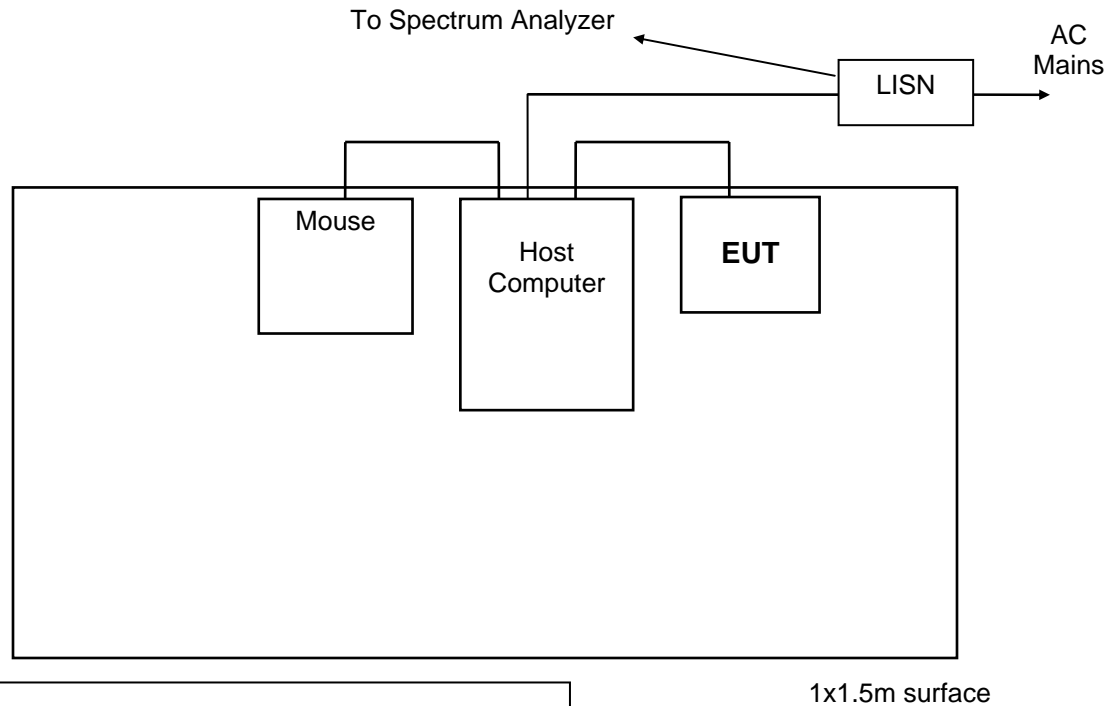 To Spectrum Analyzer
AC
Mains
LISN
Mouse
Host
Computer
EUT
1x1.5m surface